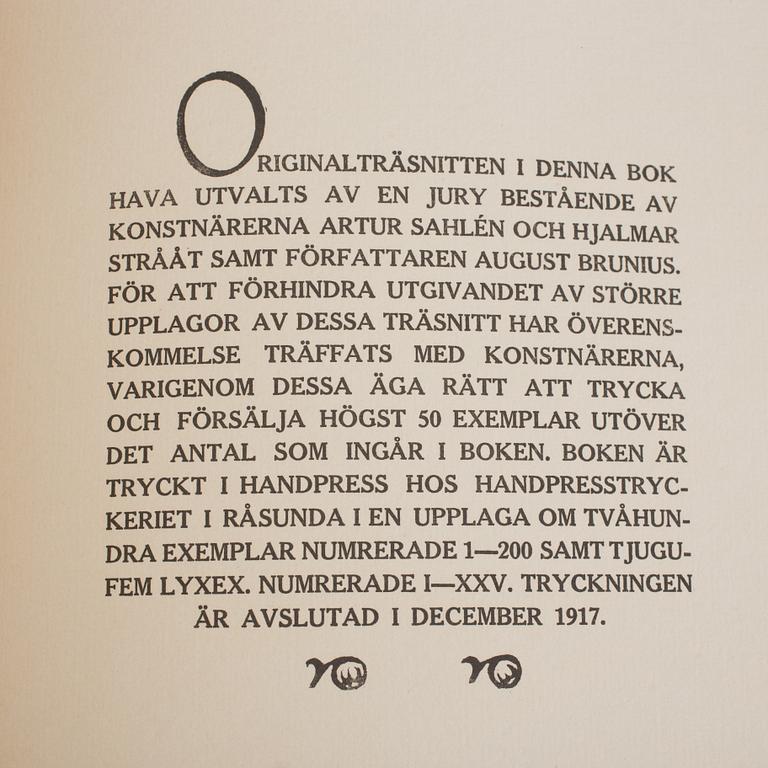 ORIGINALTRÄSNITTEN I DENNA BOK
HAVA UTVALTS AV EN JURY BESTÅENDE AV
KONSTNÄRERNA ARTUR SAHLÉN OCH HJALMAR
STRÅÅT SAMT FÖRFATTAREN AUGUST BRUNIUS.
FÖR ATT FÖRHINDRA UTGIVANDET AV STÖRRE
UPPLAGOR AV DESSA TRÄSNITT HAR ÖVERENS-
KOMMELSE TRÄFFATS MED KONSTNÄRERNA,
VARIGENOM DESSA ÄGA RÄTT ATT TRYCKA
OCH FÖRSÄLJA HÖGST 50 EXEMPLAR UTÖVER
DET ANTAL SOM INGÅR I BOKEN. BOKEN ÄR
TRYCKT I HANDPRESS HOS HANDPRESSTRYC-
KERIET I RÅSUNDA I EN UPPLAGA OM TVÅHUN-
DRA EXEMPLAR NUMRERADE 1—200 SAMT TJUGU-
FEM LYXEX. NUMRERADE I—XXV. TRYCKNINGEN
ÄR AVSLUTAD I DECEMBER 1917.